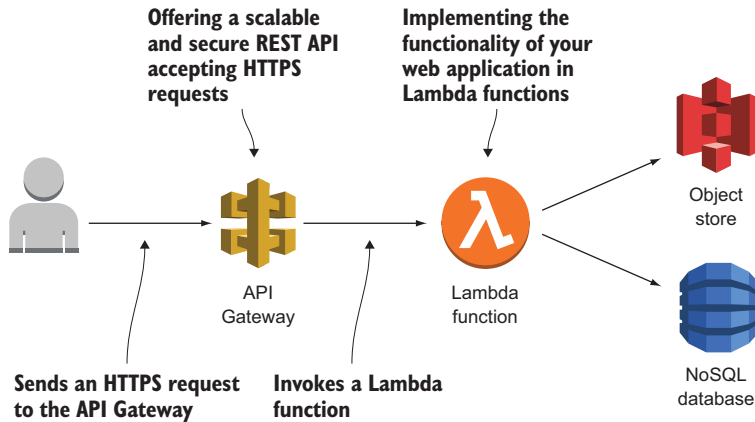 Offering a scalable
and secure REST API
accepting HTTPS
requests
Implementing the
functionality of your
web application in
Lambda functions
Object
store
API
Gateway
Lambda
function
Sends an HTTPS request
to the API Gateway
Invokes a Lambda
function
NoSQL
database